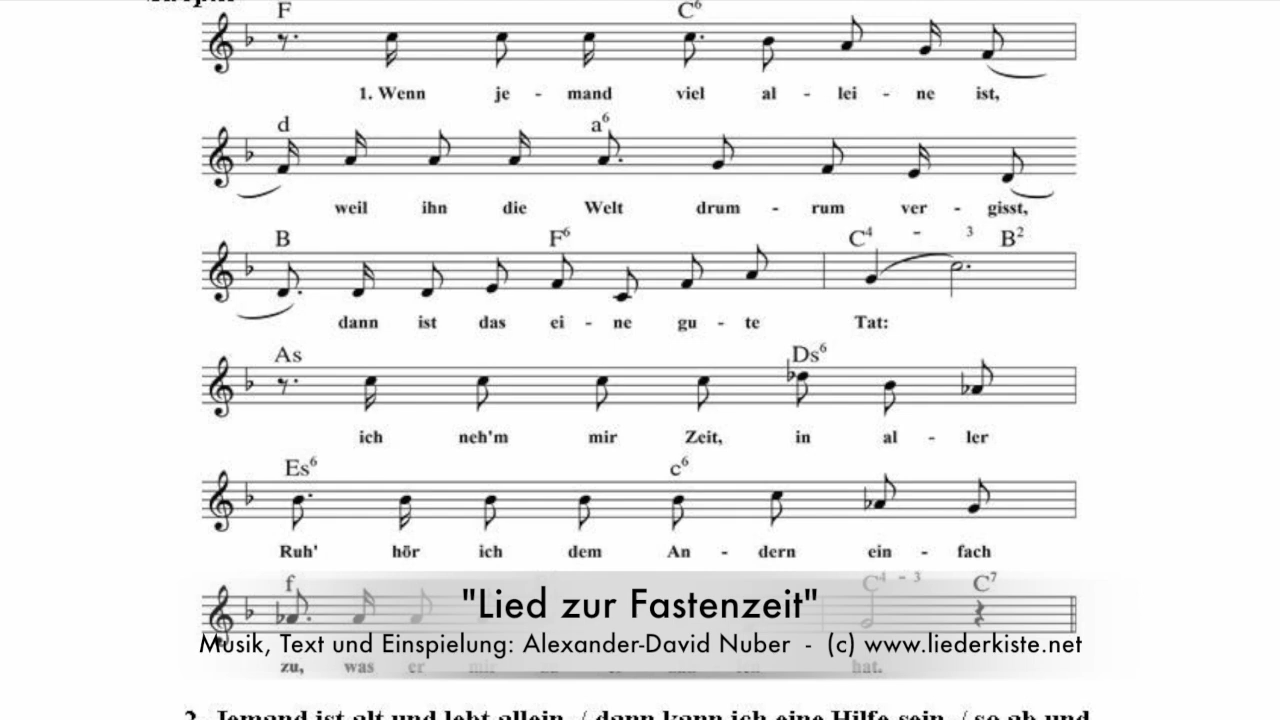 F C6
1. Wenn je - mand viel al - lei - ne ist,
d a6
weil ihn die Welt drum - rum ver - gisst,
B F6 C4 - 3 B2
dann ist das ei - ne gu - te Tat:
As Ds6
ich neh'm mir Zeit, in al - ler
Es6 c6
Ruh' hör ich dem An - dern ein - fach
f C4 - 3 C7
"Lied zur Fastenzeit"
Musik, Text und Einspielung: Alexander-David Nuber - (c) www.liederkiste.net
zu, was er mir hat.
2. Jemand ist alt und lebt allein, / dann kann ich eine Hilfe sein, / so ab und